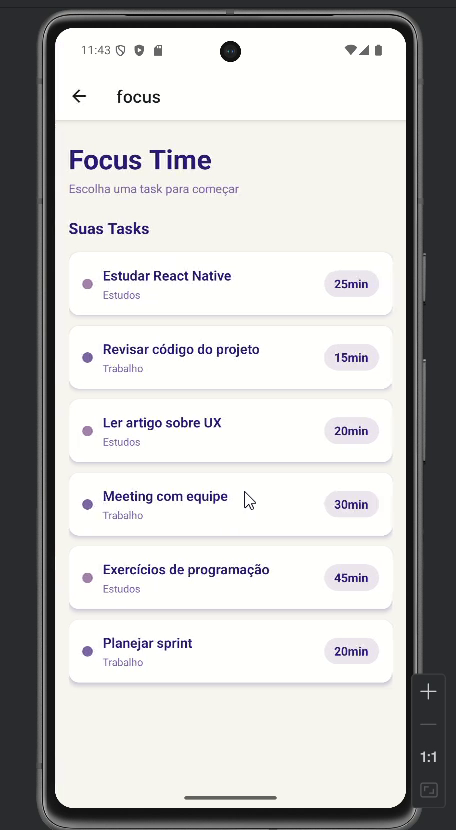 11:43
focus
Focus Time
Escolha uma task para começar
Suas Tasks
Estudar React Native
Estudos
25min
Revisar código do projeto
Trabalho
15min
Ler artigo sobre UX
Estudos
20min
Meeting com equipe
Trabalho
30min
Exercícios de programação
Estudos
45min
Planejar sprint
Trabalho
20min
1:1